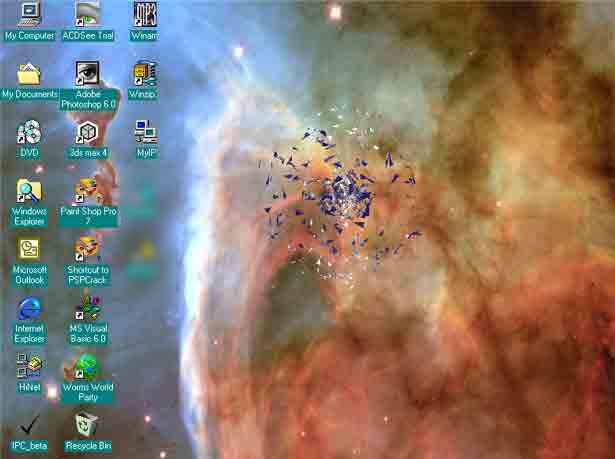 My Computer
ACDSee Trial
MP3
Winam
My Documents
Adobe
Photoshop 6.0
Winzip
DVD
3ds max 4
MyIP
Windows
Explorer
Paint Shop Pro
7
Microsoft
Outlook
Shortcut to
PSPCrack
Internet
Explorer
MS Visual
Basic 6.0
HiNet
Worms World
Party
IPC_beta
Recycle Bin